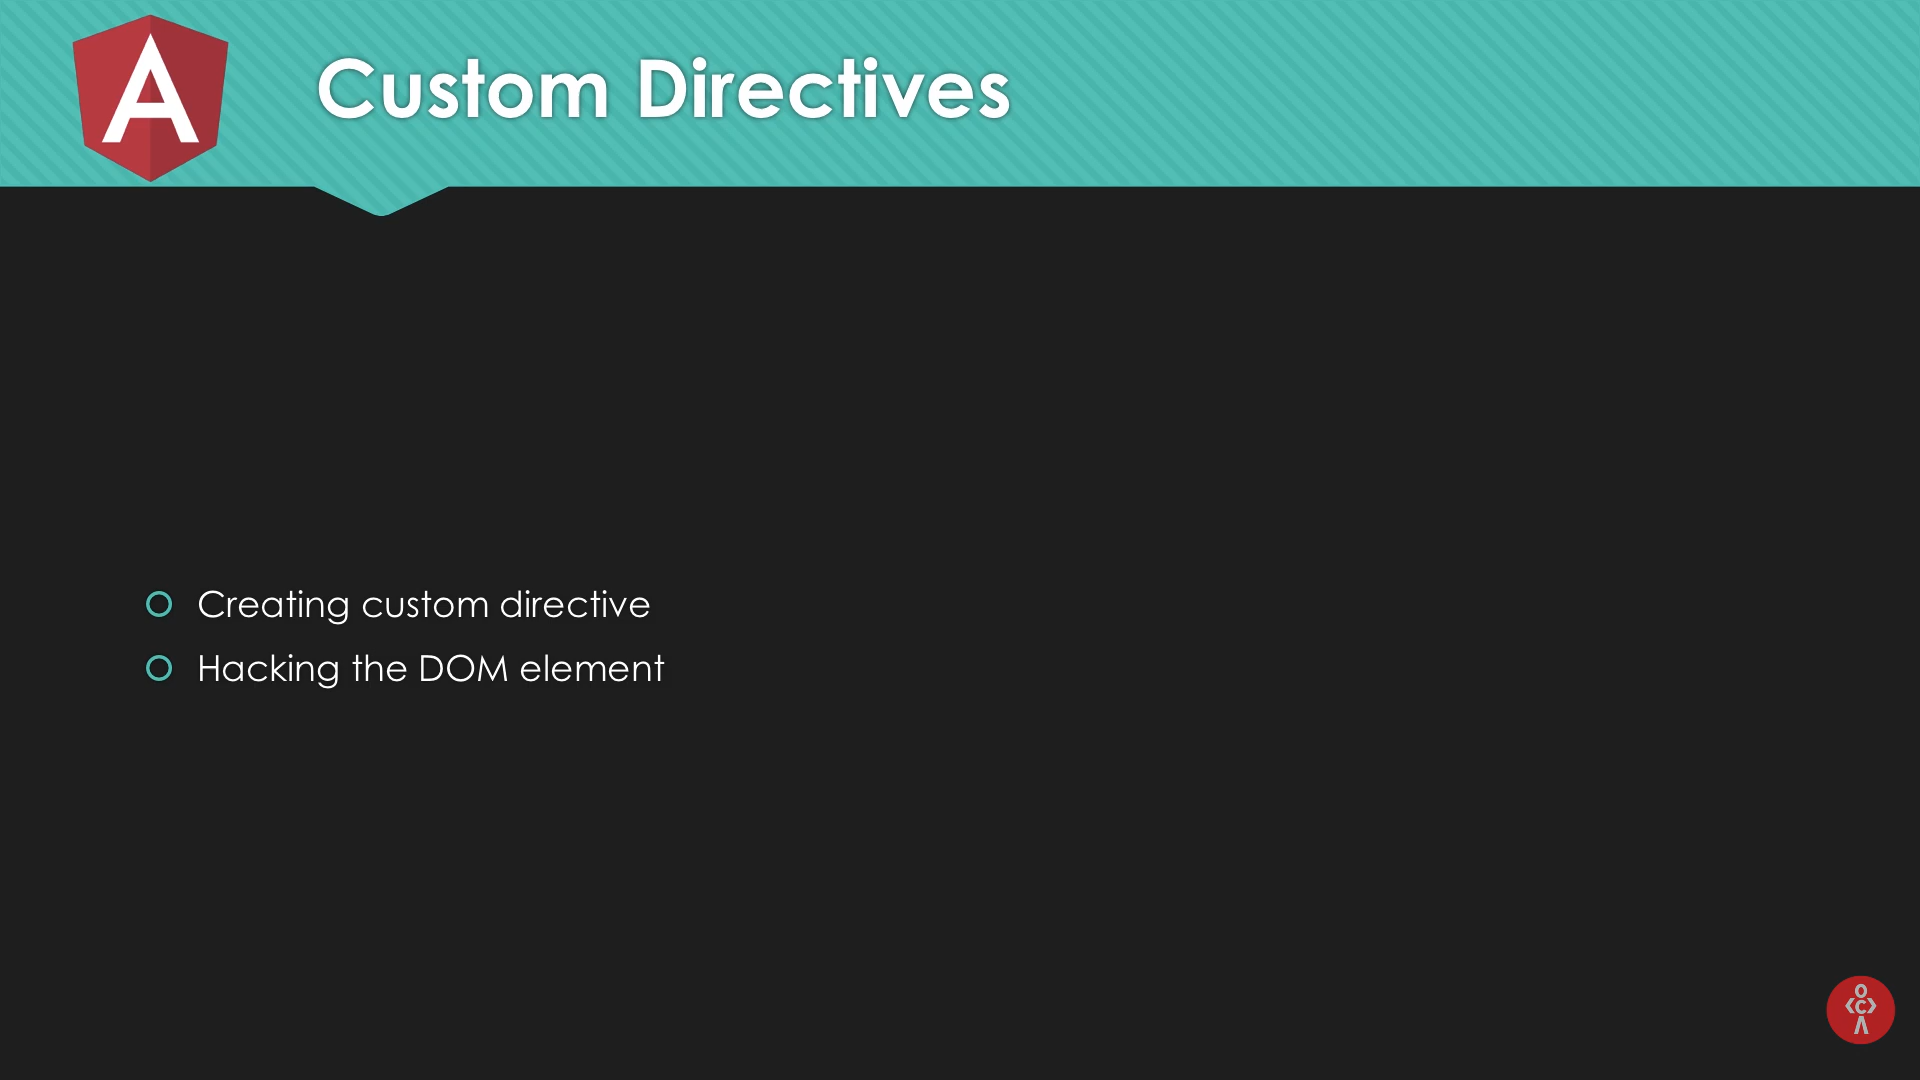 Custom Directives
Creating custom directive
Hacking the DOM element